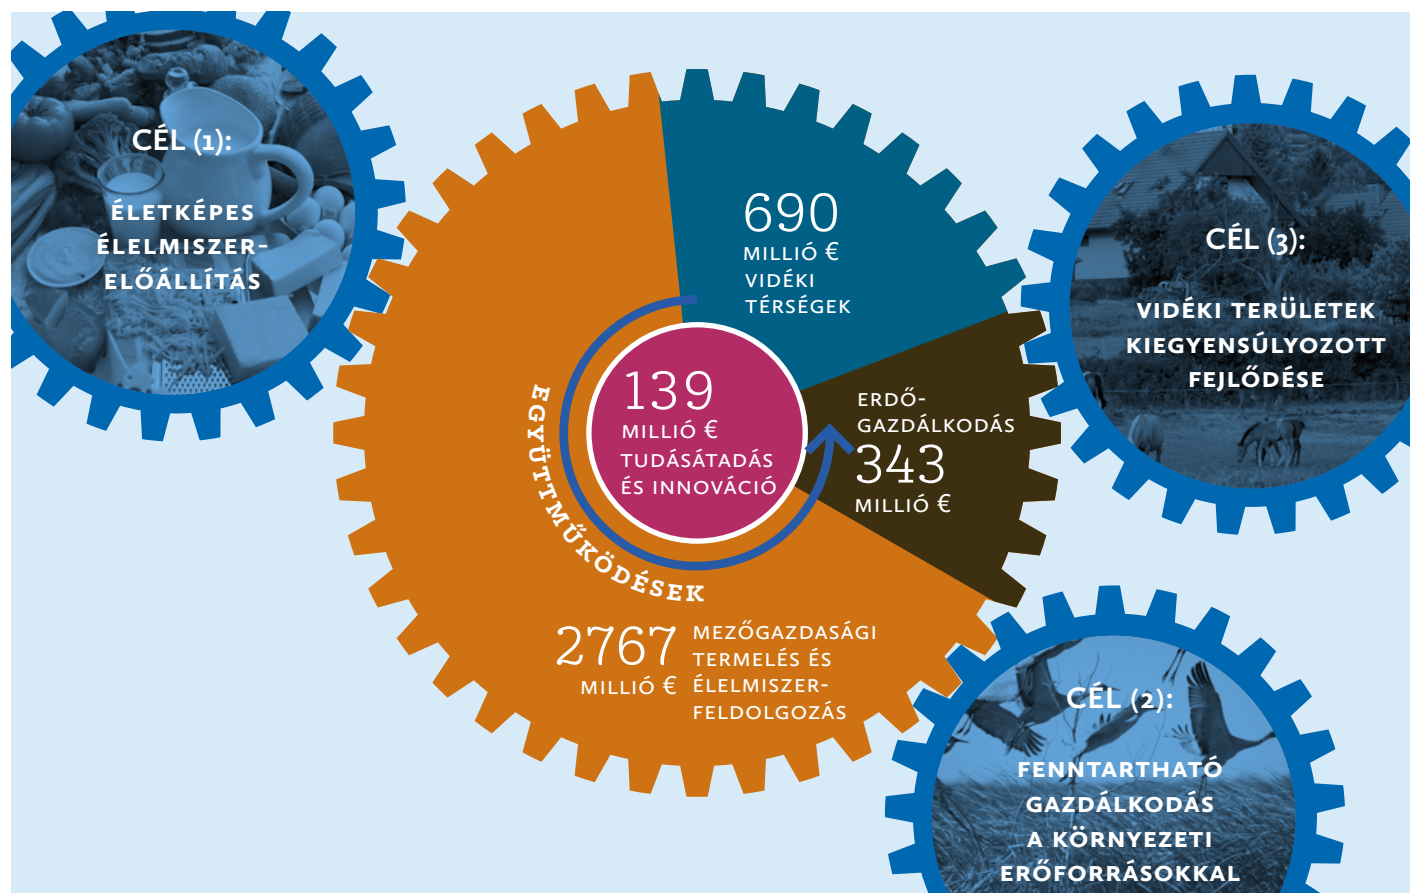 CÉL (1):
ÉLETKÉPES
ÉLELMISZER-
ELŐÁLLÍTÁS
690
MILLIÓ €
VIDÉKI
TÉRSÉGEK
CÉL (3):
VIDÉKI TERÜLETEK
KIEGYENSÚLYOZOTT
FEJLŐDÉSE
139
MILLIÓ €
TUDÁSÁTADÁS
ÉS INNOVÁCIÓ
ERDŐ-
GAZDÁLKODÁS
343
MILLIÓ €
EGYÜTTMŰKÖDÉSEK
2767
MILLIÓ €
MEZŐGAZDASÁGI
TERMELÉS ÉS
ÉLELMISZER-
FELDOLGOZÁS
CÉL (2):
FENNTARTHATÓ
GAZDÁLKODÁS
A KÖRNYEZETI
ERŐFORRÁSOKKAL